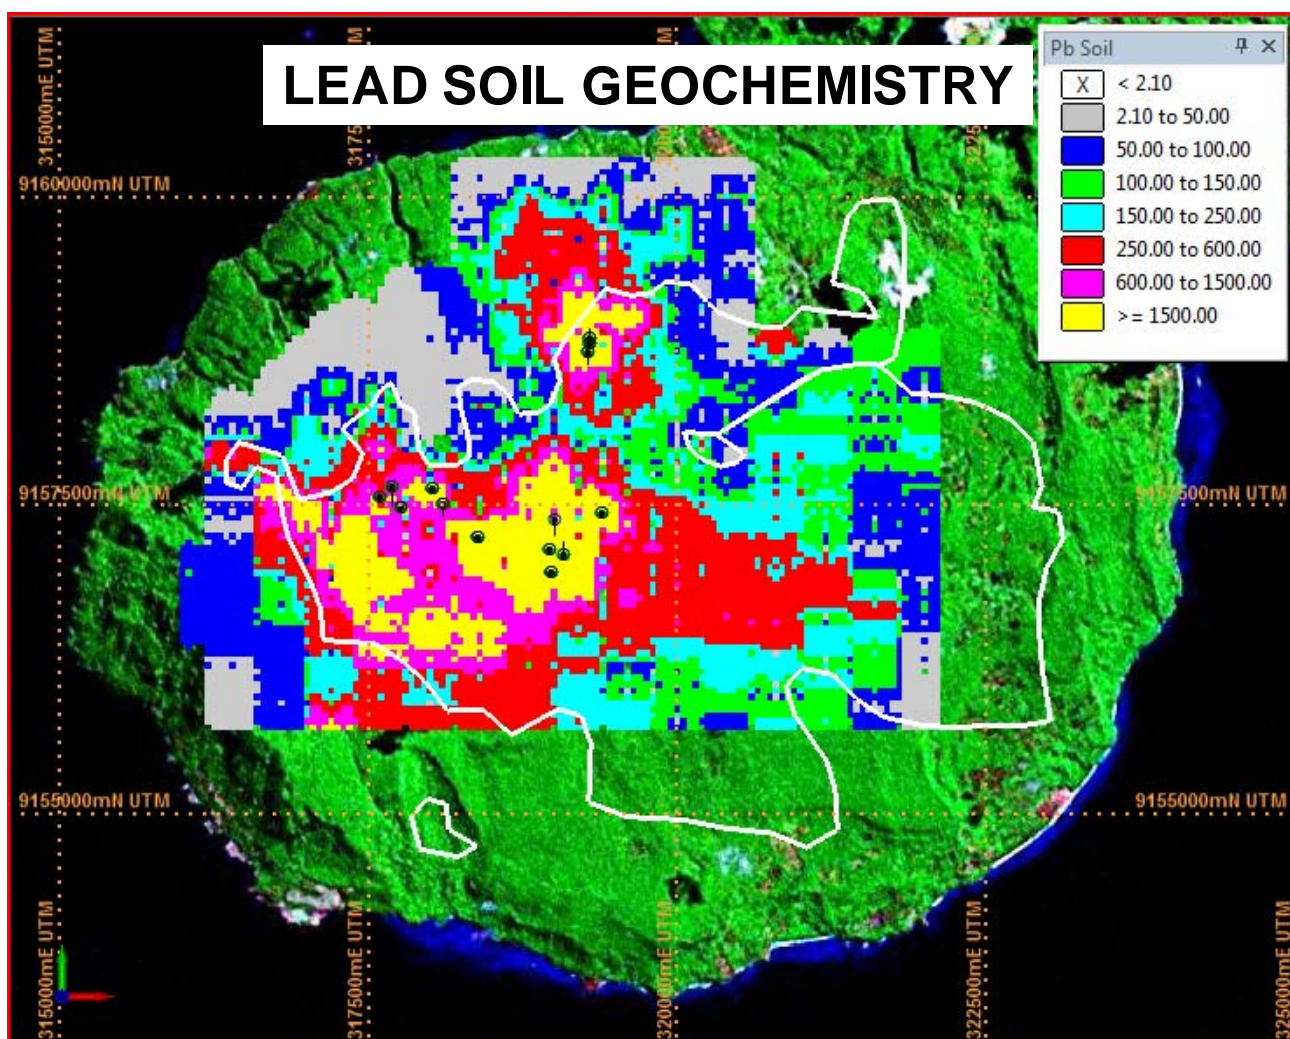 LEAD SOIL GEOCHEMISTRY
Pb Soil
X < 2.10
2.10 to 50.00
50.00 to 100.00
100.00 to 150.00
150.00 to 250.00
250.00 to 600.00
600.00 to 1500.00
>= 1500.00
315000mE UTM
9160000mN UTM
9157500mN UTM
9157500mN UTM
9155000mN UTM
9155000mN UTM
315000mE UTM
317500mE UTM
320000mE UTM
322500mE UTM
325000mE UTM